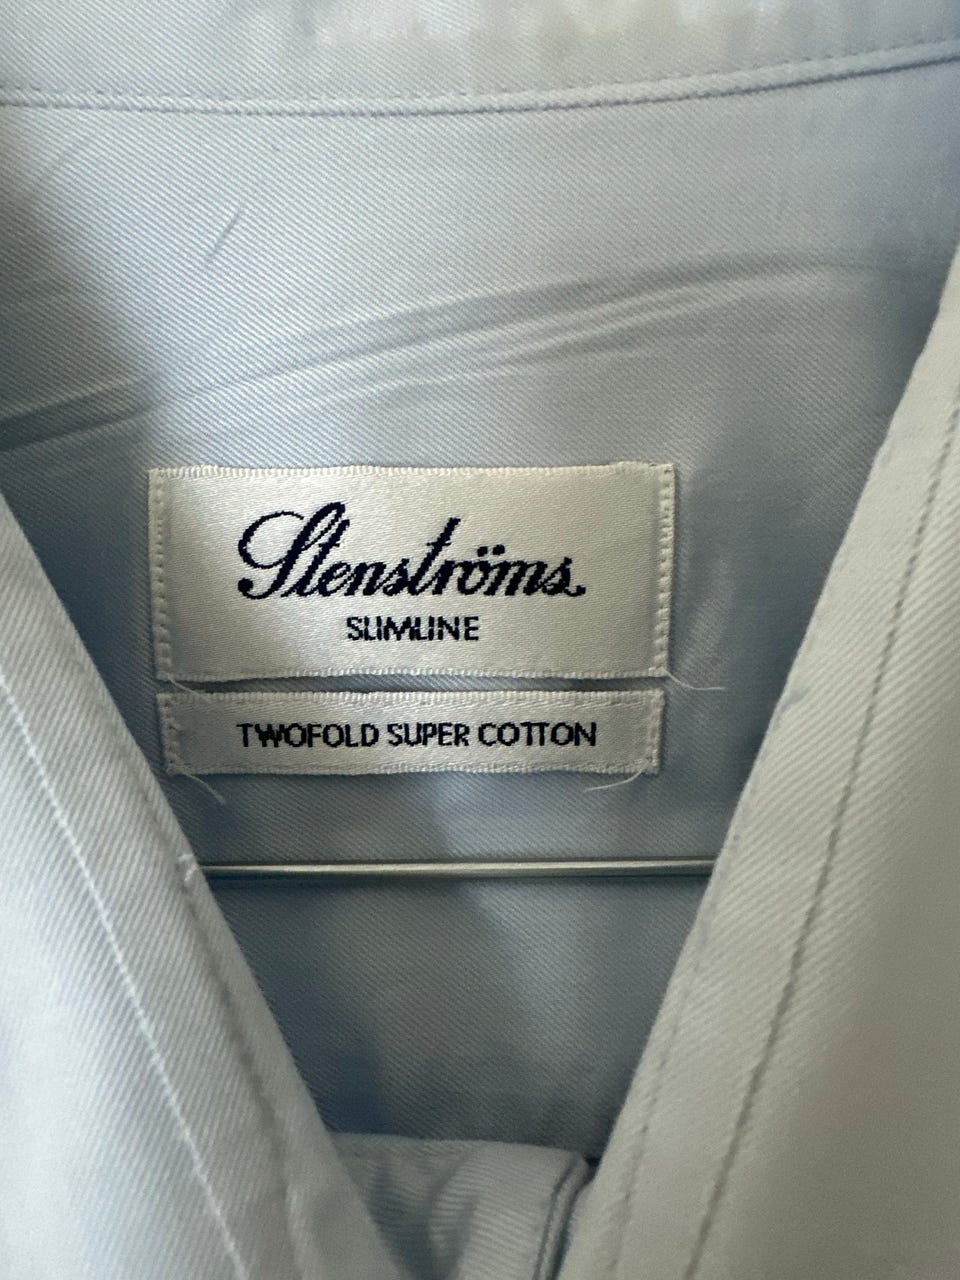 Stenströms
SLIMLINE
TWOFOLD SUPER COTTON